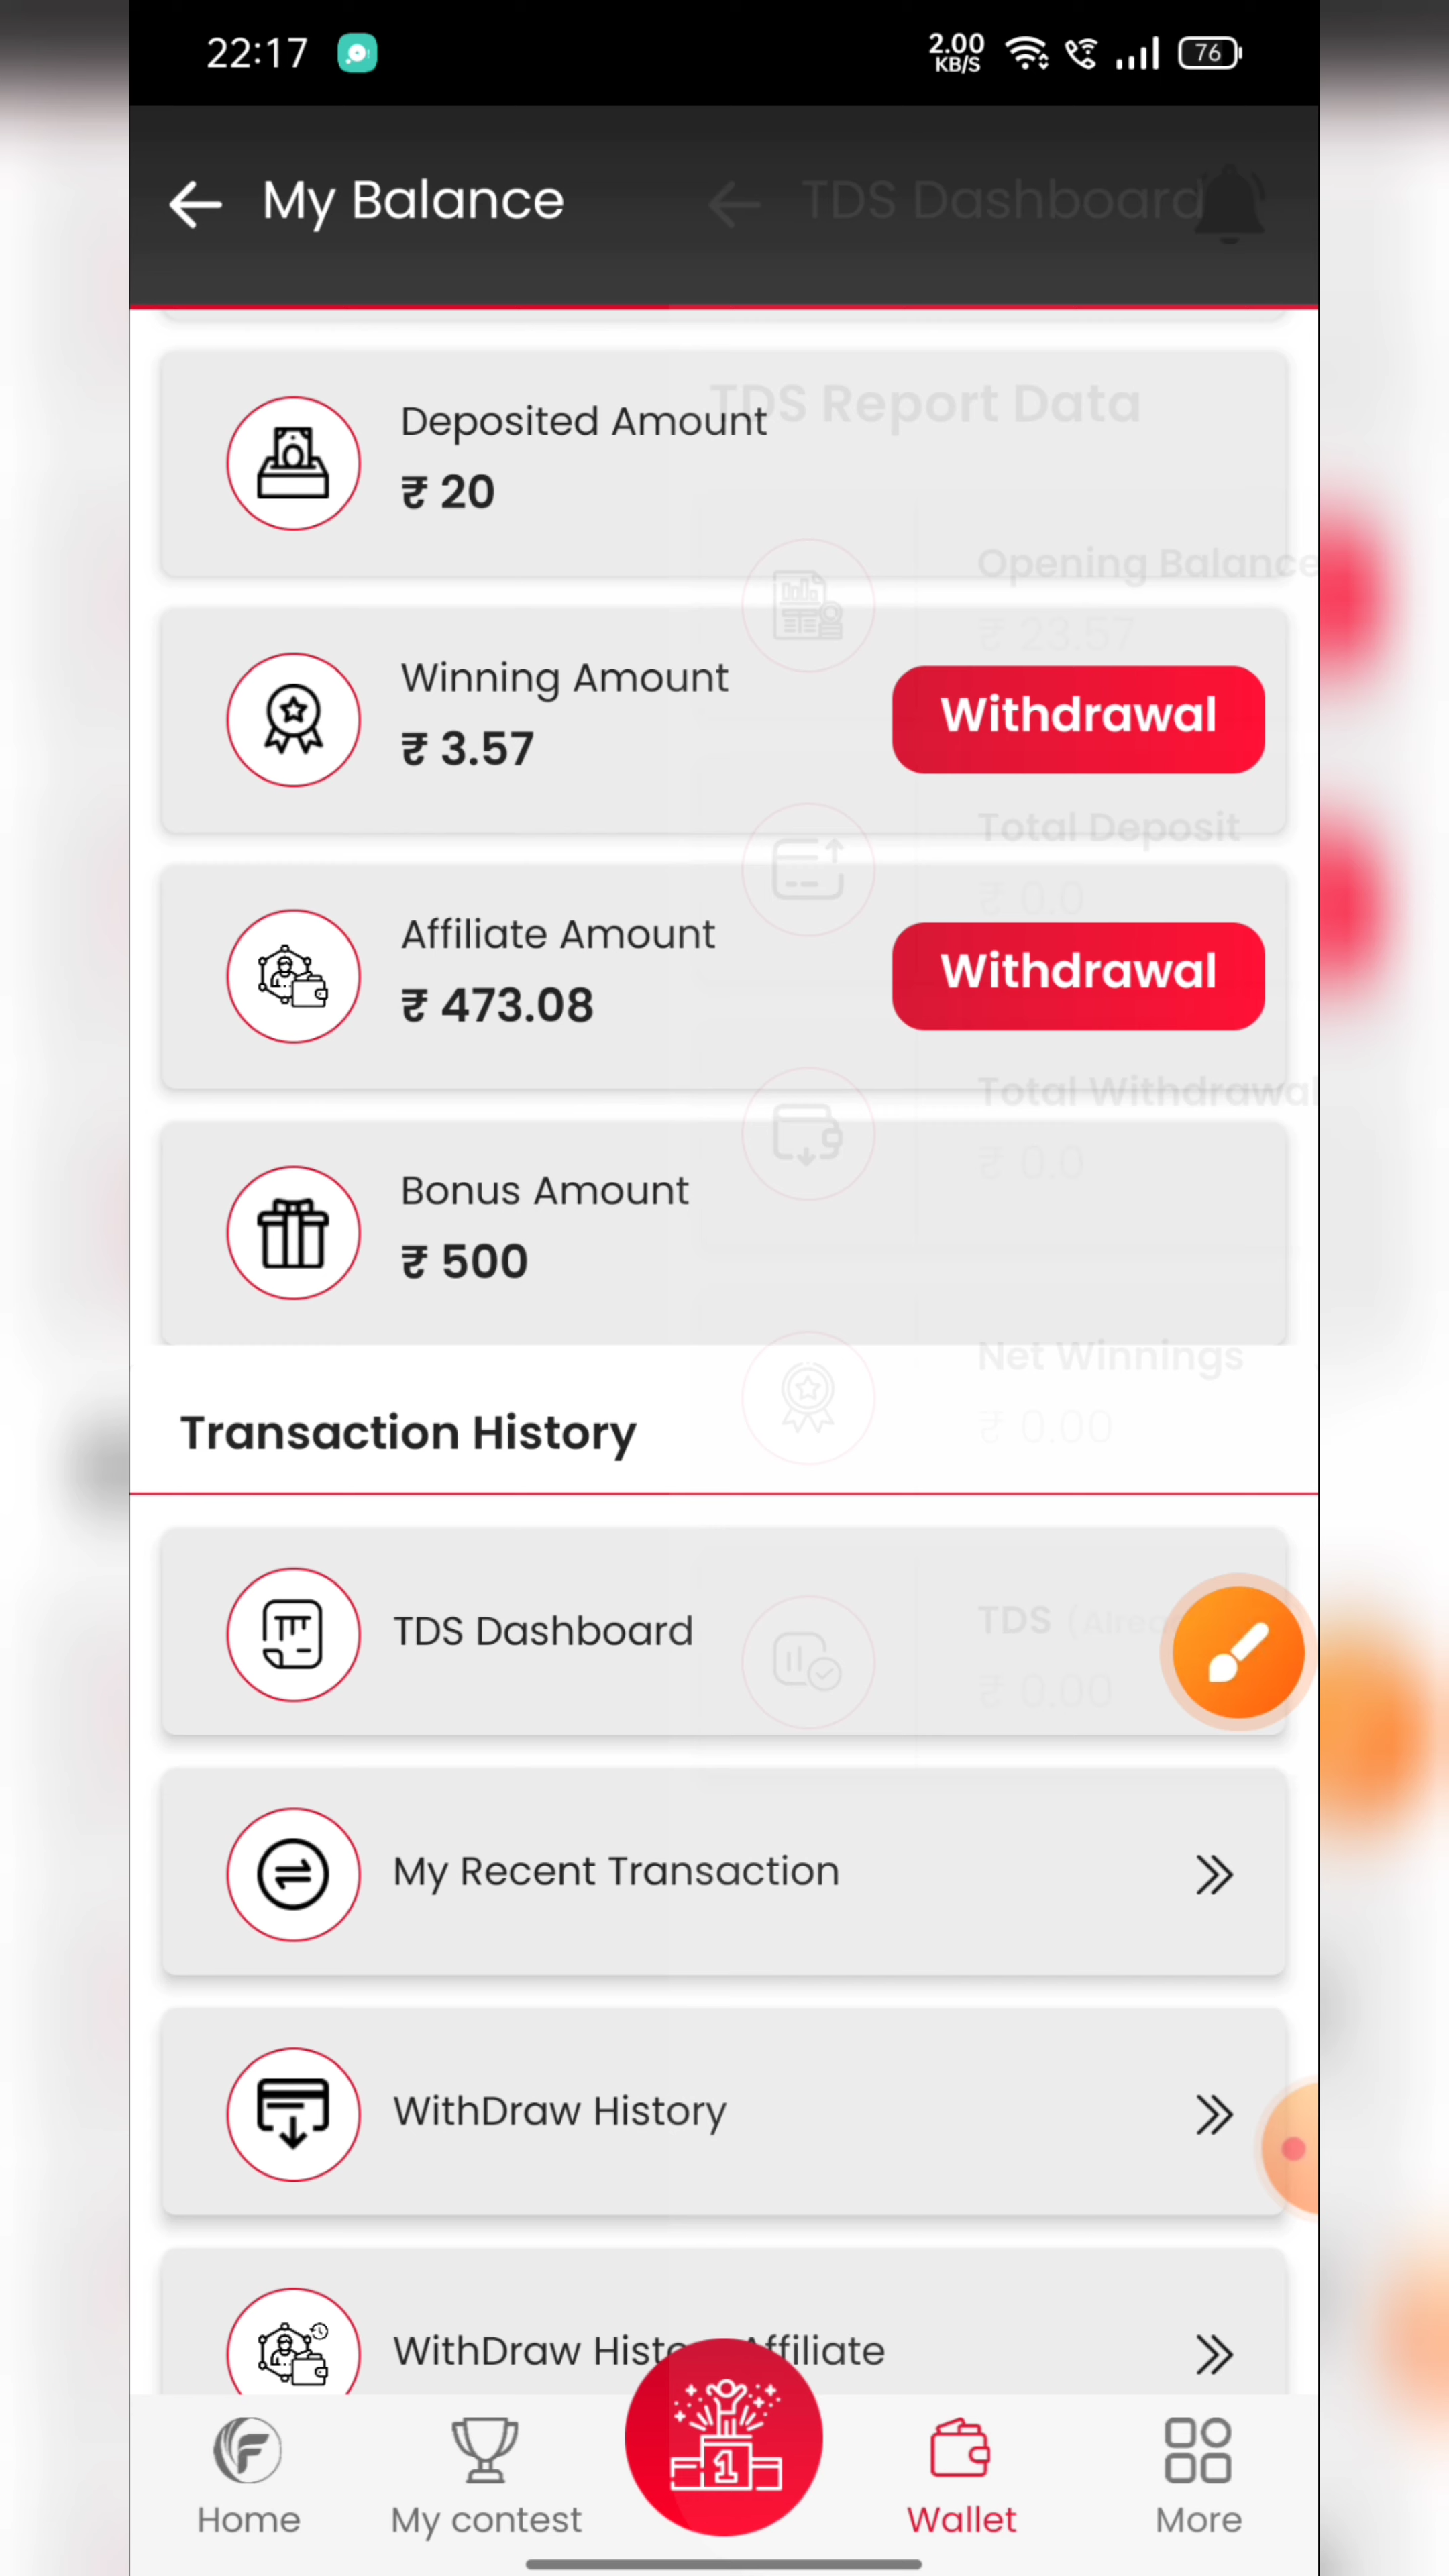 22:17
2.00
KB/S
76
My Balance
TDS Dashboard
TDS Report Data
Deposited Amount
₹ 20
Opening Balance
₹ 23.57
Winning Amount
₹ 3.57
Withdrawal
Total Deposit
₹ 0.0
Affiliate Amount
₹ 473.08
Withdrawal
Total Withdrawal
₹ 0.0
Bonus Amount
₹ 500
Net Winnings
₹ 0.00
Transaction History
TDS Dashboard
TDS
₹ 0.00
My Recent Transaction
WithDraw History
WithDraw Affiliate
1
Home
My contest
Wallet
More